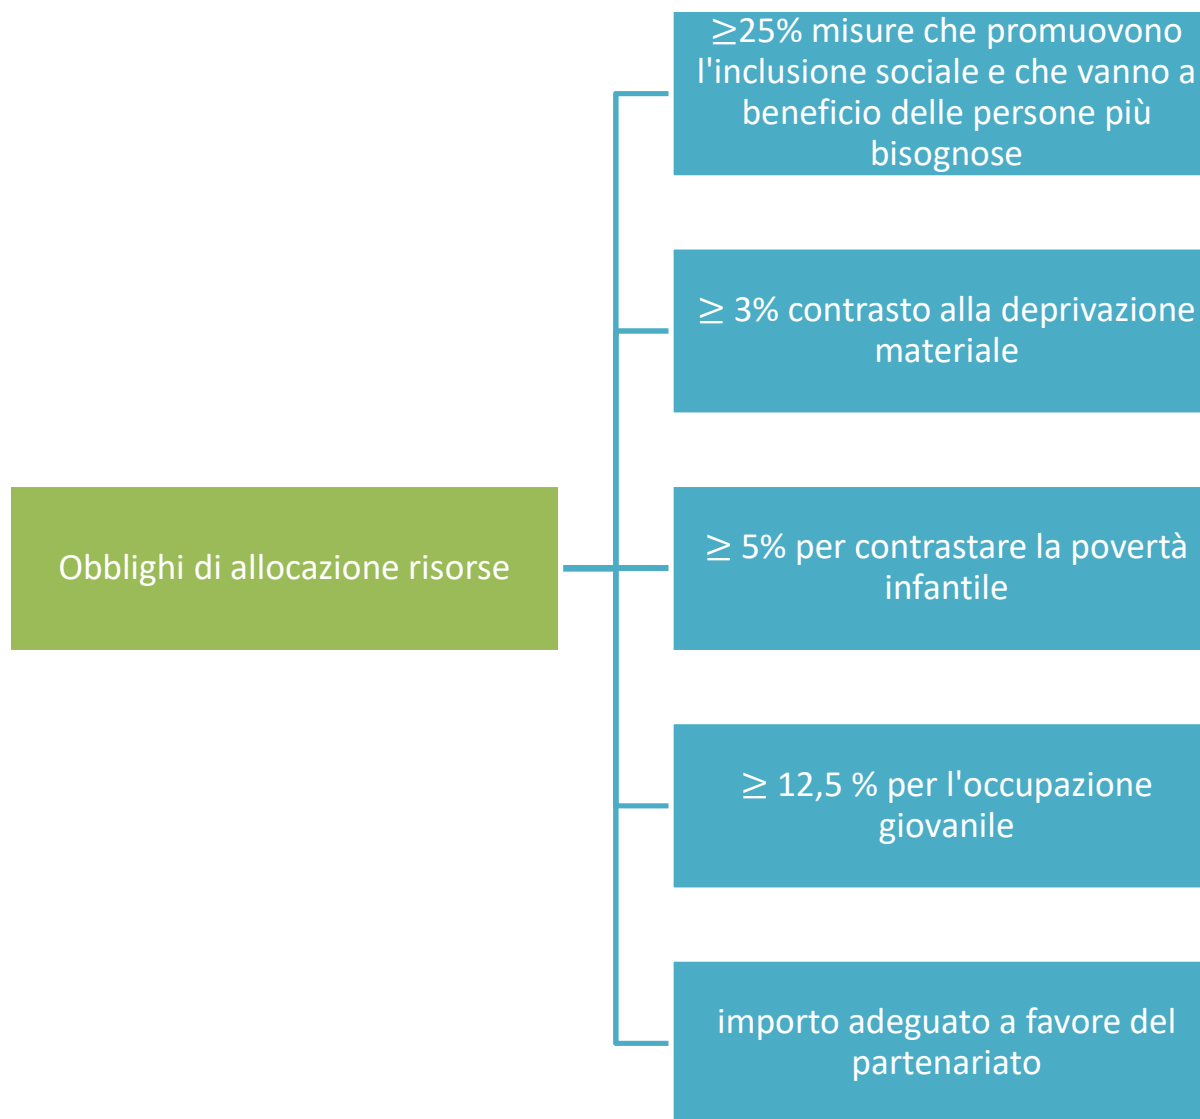 ≥25% misure che promuovono
l'inclusione sociale e che vanno a
beneficio delle persone più
bisognose
≥ 3% contrasto alla deprivazione
materiale
Obblighi di allocazione risorse
≥ 5% per contrastare la povertà
infantile
≥ 12,5 % per l'occupazione
giovanile
importo adeguato a favore del
partenariato